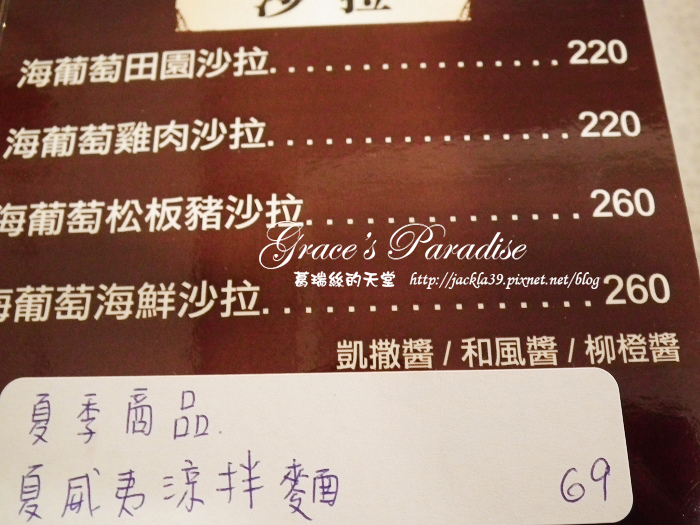 沙拉
海葡萄田園沙拉................220
海葡萄雞肉沙拉................220
海葡萄松板豬沙拉..............260
Grace's Paradise
葛瑞絲的天堂 http://jackla39.pixnet.net/blog
海葡萄海鮮沙拉..................260
凱撒醬 / 和風醬 / 柳橙醬
夏季商品.
夏威夷涼拌麵 69